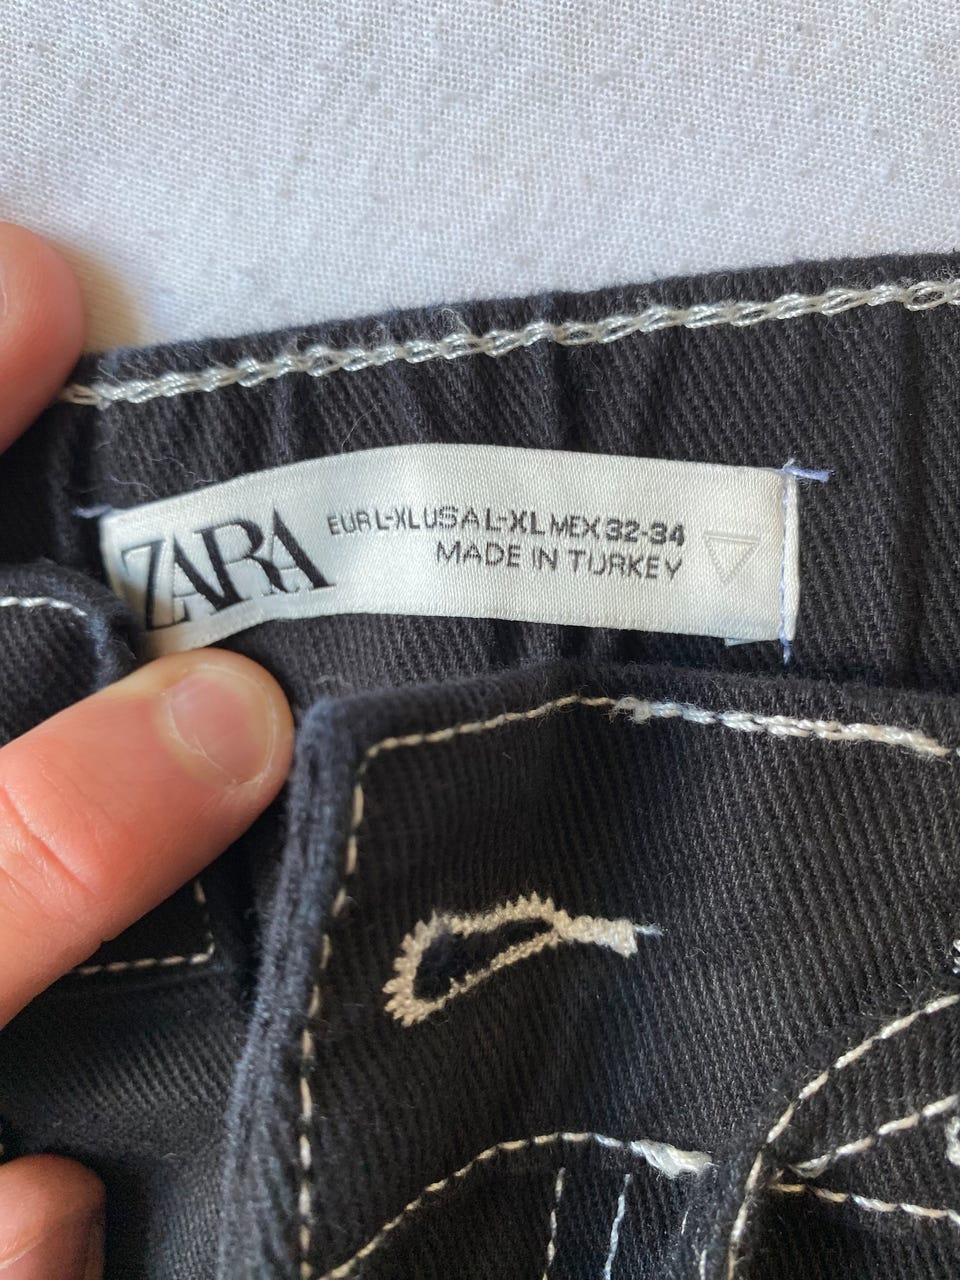 ZARA
EUR L-XL USA L-XL MEX 32-34
MADE IN TURKEY